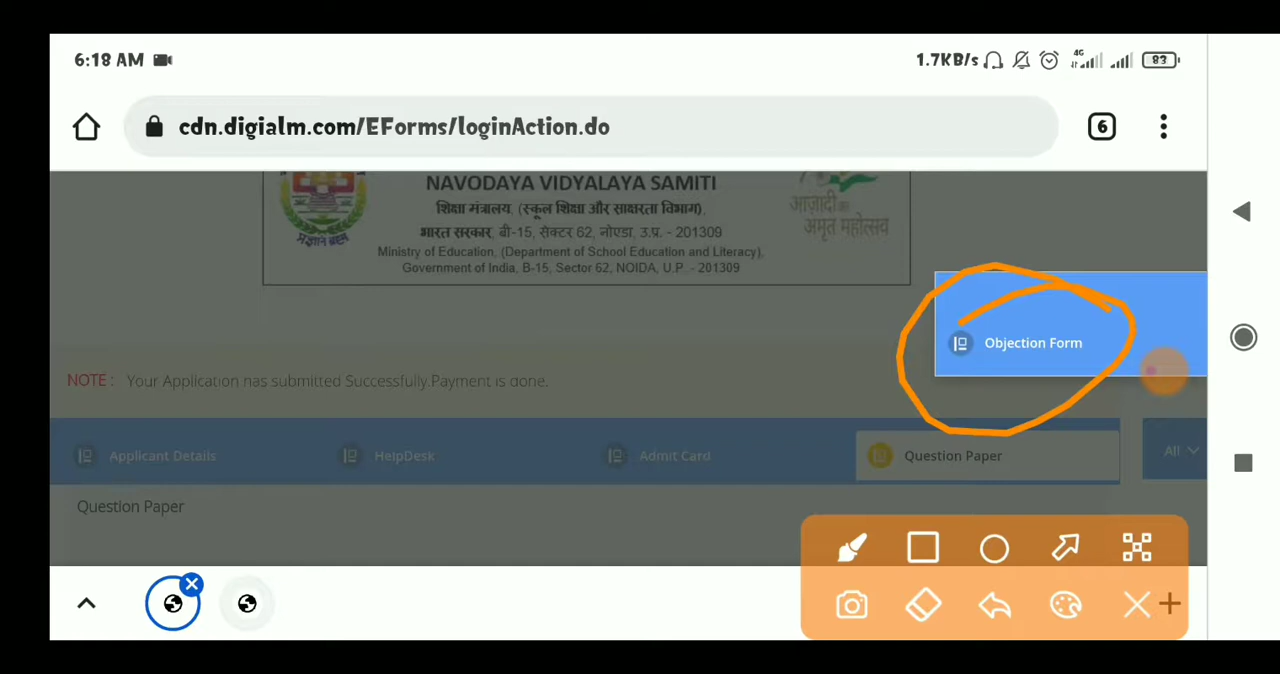 6:18 AM
1.7KB/s
4G
83
cdn.digialm.com/EForms/loginAction.do
6
NAVODAYA VIDYALAYA SAMITI
शिक्षा मंत्रालय, (स्कूल शिक्षा और साक्षरता विभाग),
भारत सरकार, बी-15, सेक्टर 62, नोएडा, उ.प्र. - 201309
Ministry of Education, (Department of School Education and Literacy),
Government of India, B-15, Sector 62, NOIDA, U.P. - 201309
प्रज्ञानं ब्रह्म
आज़ादी का
अमृत महोत्सव
Objection Form
NOTE : Your Application has submitted Successfully.Payment is done.
Applicant Details
HelpDesk
Admit Card
Question Paper
All
Question Paper